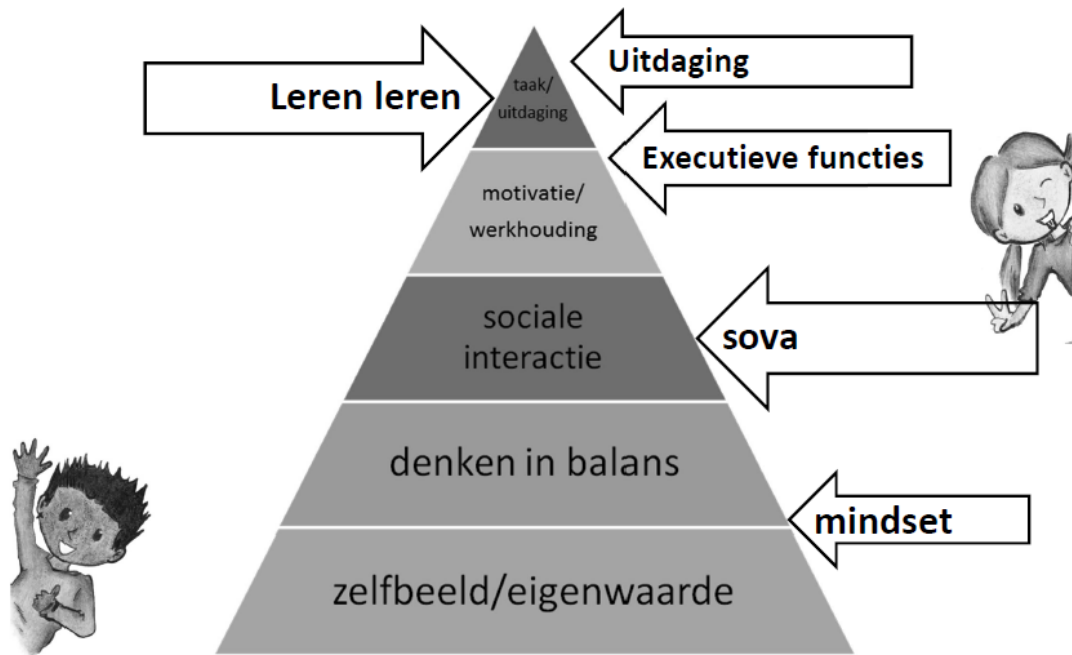 Uitdaging
Leren leren
taak/
uitdaging
Executieve functies
motivatie/
werkhouding
sociale
interactie
sova
denken in balans
mindset
zelfbeeld/eigenwaarde